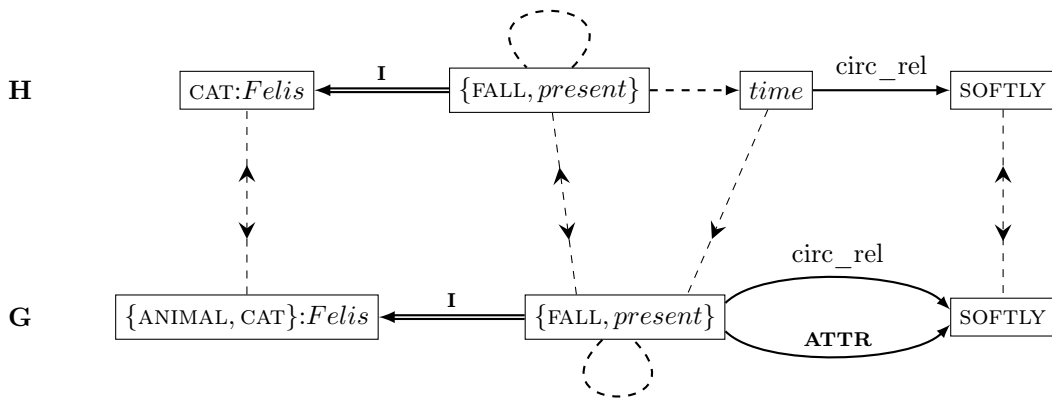 circ_rel
I
H CAT:Felis {FALL, present} time SOFTLY
circ_rel
I
G {ANIMAL, CAT}:Felis {FALL, present} SOFTLY
ATTR